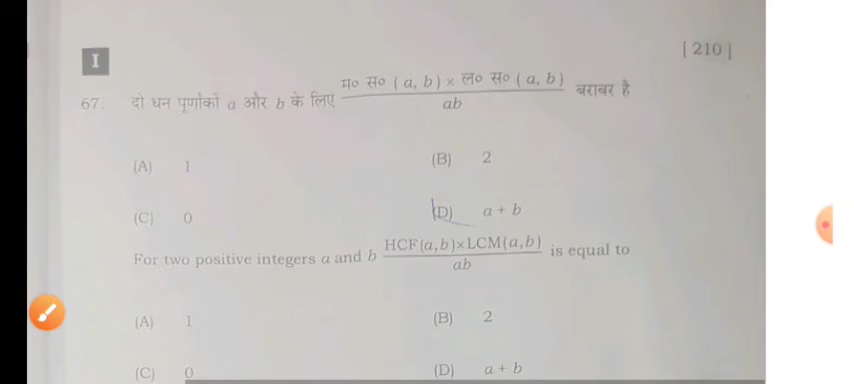 I
[ 210 ]
67. दो धन पूर्णांकों a और b के लिए म० स० ( a, b ) × ल० स० ( a, b ) / ab बराबर है
(A) 1 (B) 2
(C) 0 (D) a + b
For two positive integers a and b HCF(a,b)×LCM(a,b) / ab is equal to
(A) 1 (B) 2
(C) 0 (D) a + b